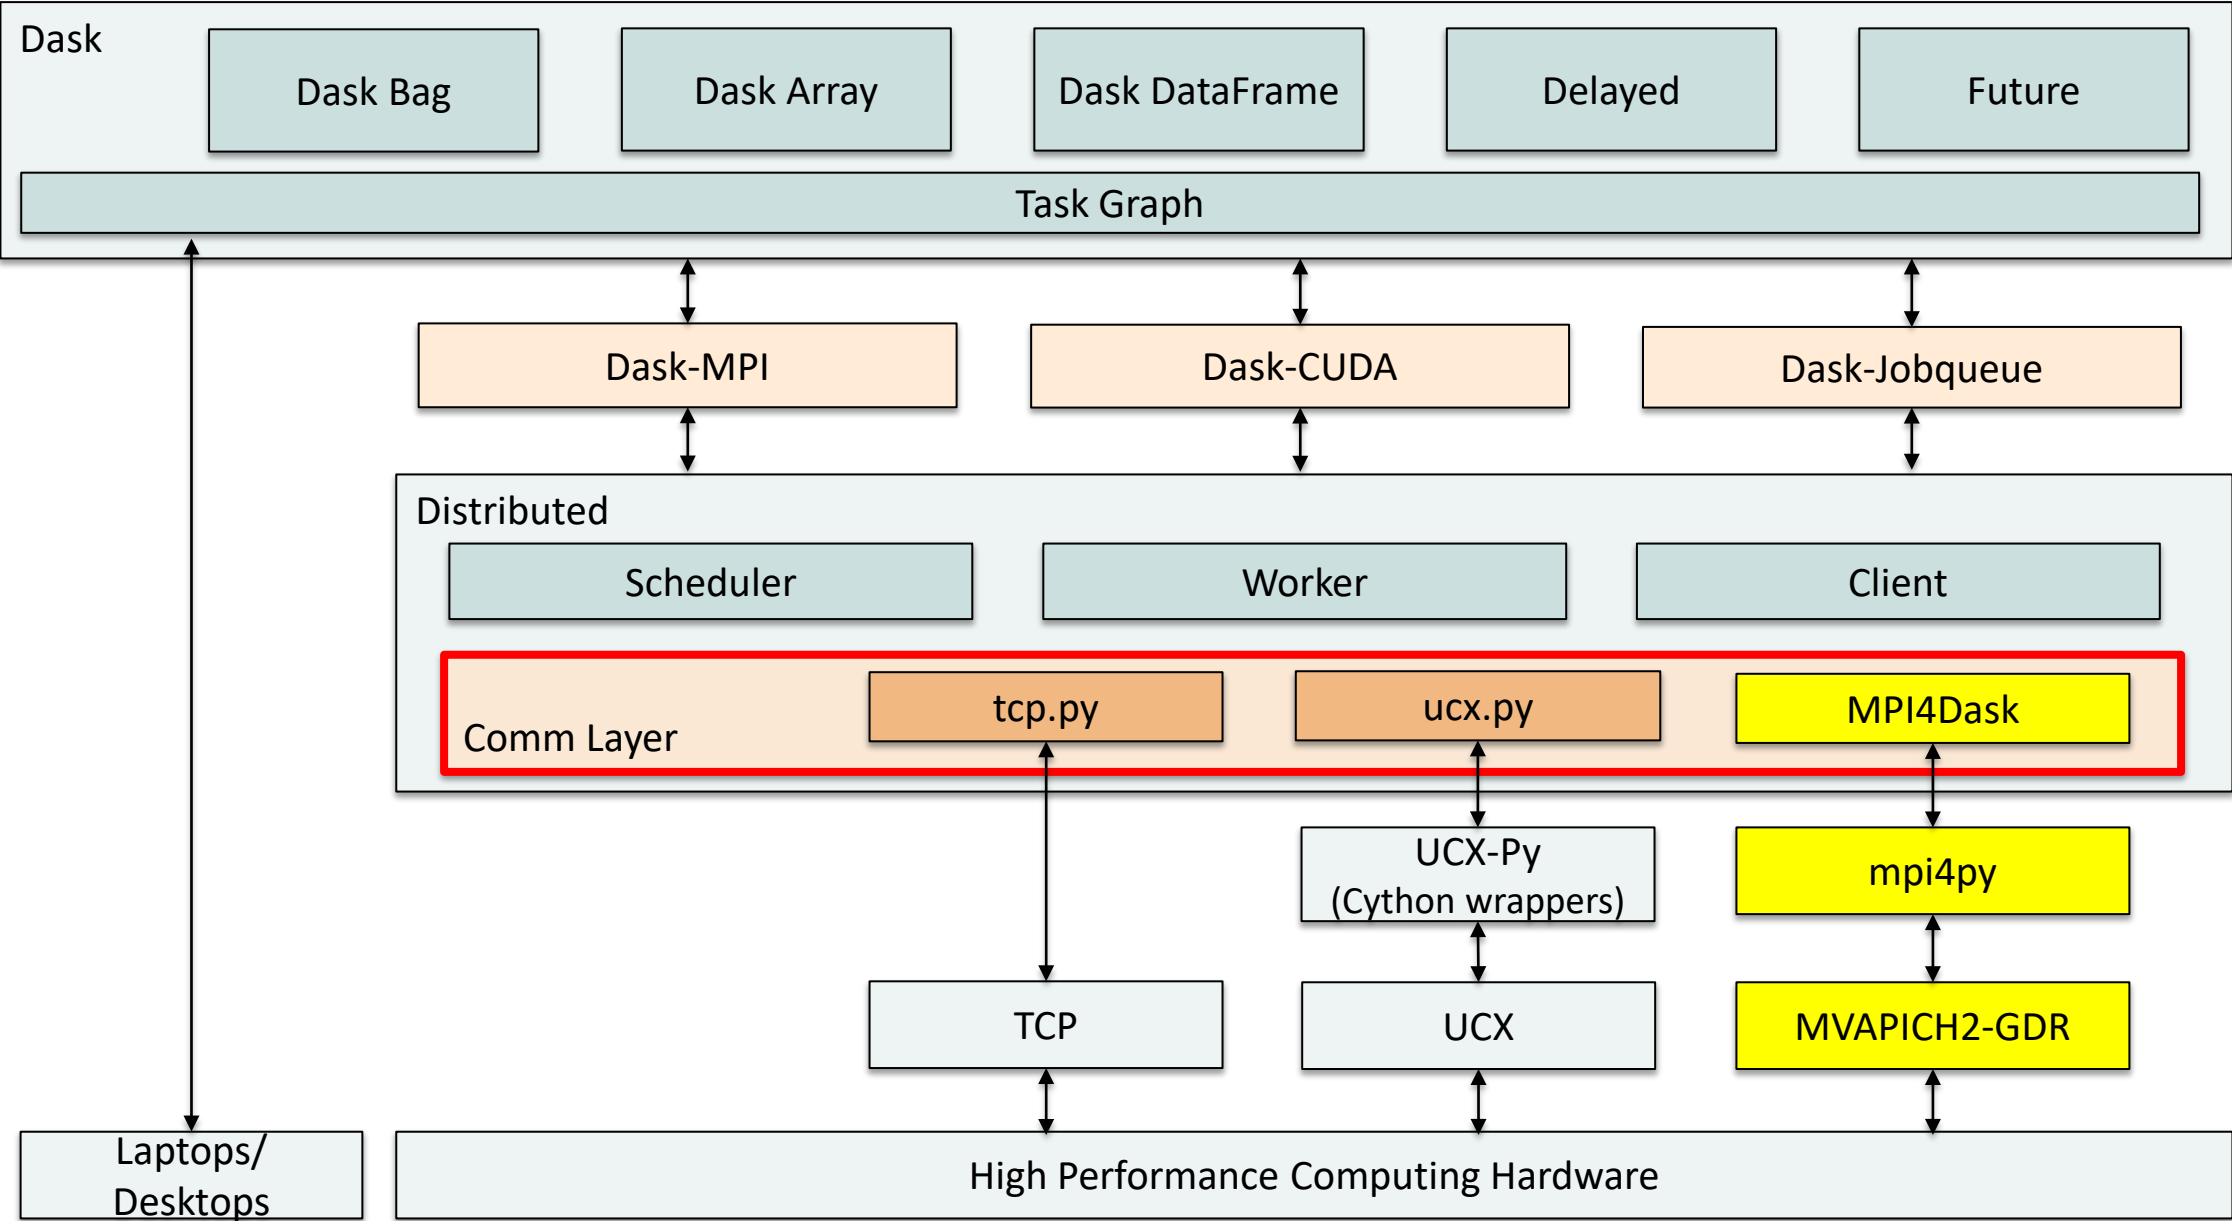 Dask
Dask Bag
Dask Array
Dask DataFrame
Delayed
Future
Task Graph
Dask-MPI
Dask-CUDA
Dask-Jobqueue
Distributed
Scheduler
Worker
Client
Comm Layer
tcp.py
ucx.py
MPI4Dask
UCX-Py
(Cython wrappers)
mpi4py
TCP
UCX
MVAPICH2-GDR
Laptops/
Desktops
High Performance Computing Hardware